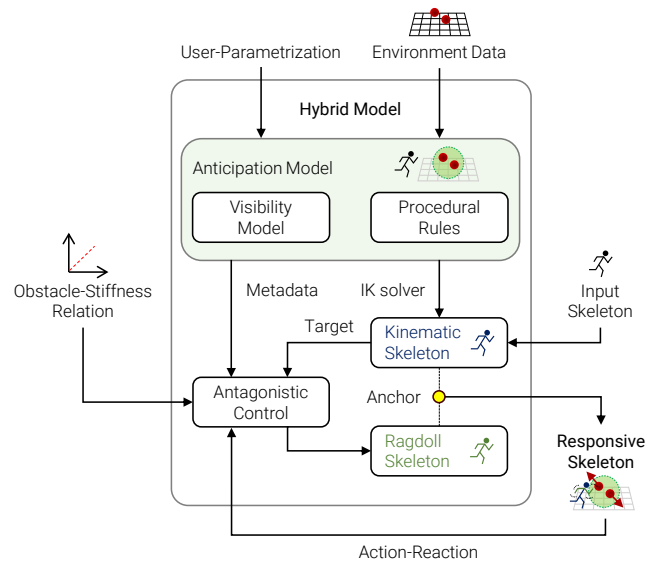 User-Parametrization
Environment Data
Hybrid Model
Anticipation Model
Visibility
Model
Procedural
Rules
Obstacle-Stiffness
Relation
Metadata
IK solver
Input
Skeleton
Target
Kinematic
Skeleton
Antagonistic
Control
Anchor
Ragdoll
Skeleton
Responsive
Skeleton
Action-Reaction